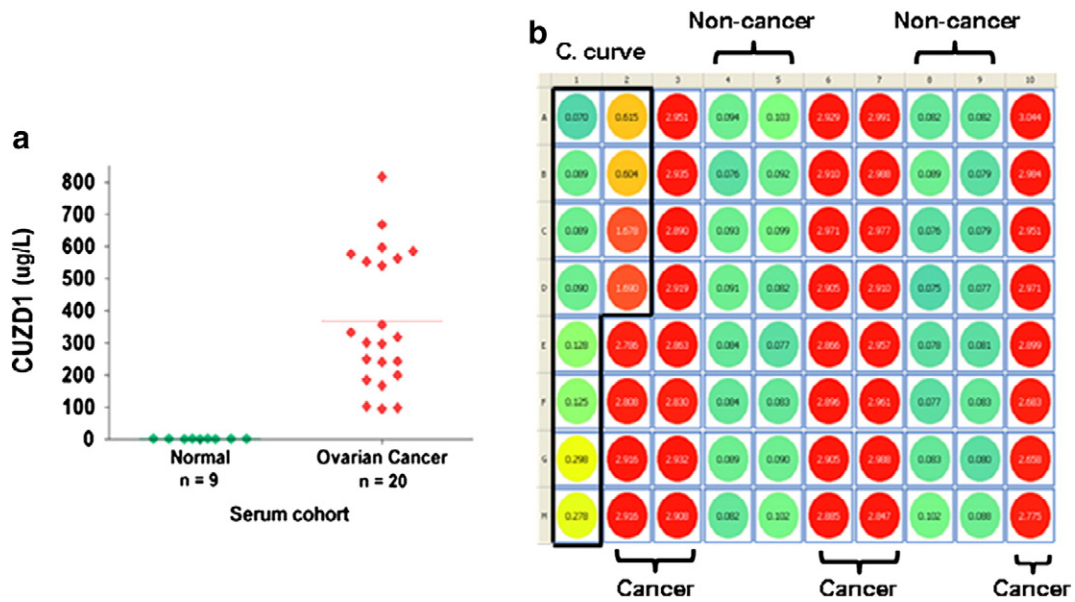 a
CUZD1 (ug/L)
800
700
600
500
400
300
200
100
0
Normal
n = 9
Ovarian Cancer
n = 20
Serum cohort
b
C. curve
Non-cancer
Non-cancer
1 2 3 4 5 6 7 8 9 10
A 0.070 0.615 2.951 0.094 0.103 2.929 2.991 0.082 0.082 3.044
B 0.089 0.604 2.935 0.076 0.092 2.910 2.988 0.089 0.079 2.984
C 0.089 1.678 2.890 0.093 0.099 2.971 2.977 0.076 0.079 2.951
D 0.090 1.690 2.919 0.091 0.082 2.905 2.910 0.075 0.077 2.971
E 0.128 2.786 2.863 0.084 0.077 2.866 2.957 0.078 0.081 2.899
F 0.125 2.808 2.830 0.084 0.083 2.896 2.961 0.077 0.083 2.683
G 0.298 2.916 2.932 0.089 0.090 2.905 2.988 0.083 0.080 2.658
H 0.278 2.916 2.908 0.082 0.102 2.885 2.847 0.102 0.088 2.775
Cancer
Cancer
Cancer